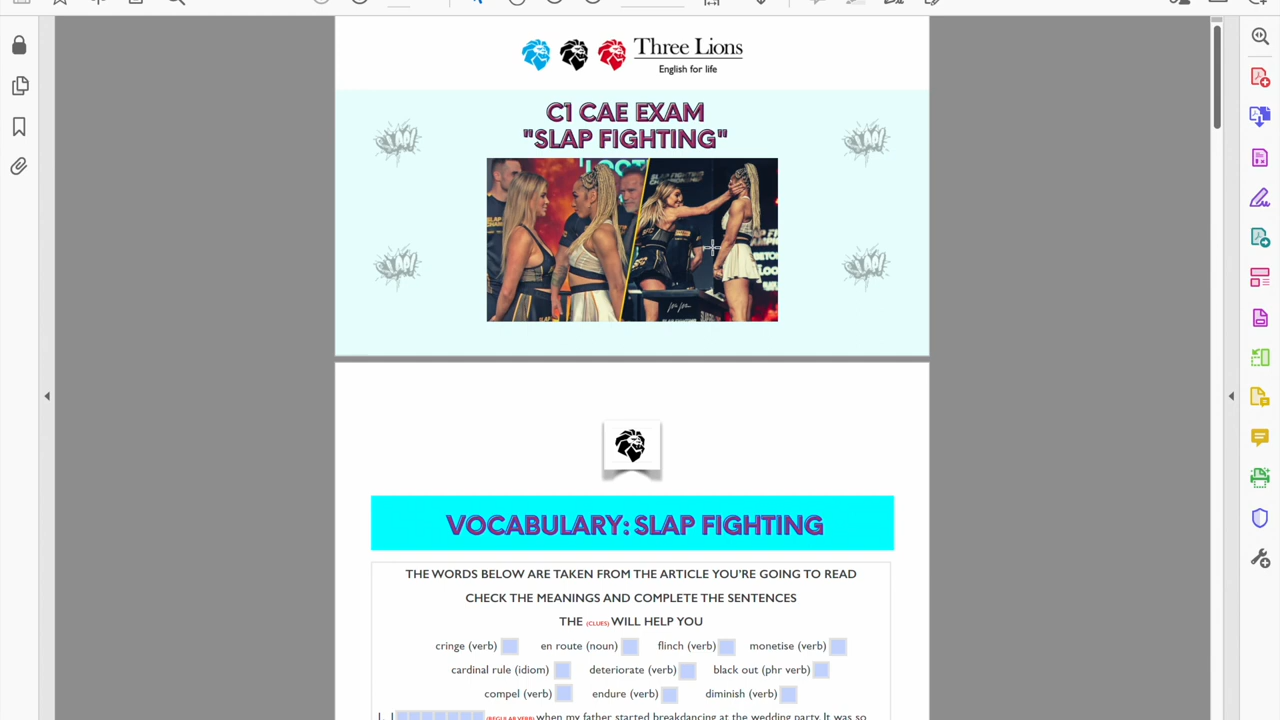 Three Lions
English for life
C1 CAE EXAM
"SLAP FIGHTING"
VOCABULARY: SLAP FIGHTING
THE WORDS BELOW ARE TAKEN FROM THE ARTICLE YOU'RE GOING TO READ
CHECK THE MEANINGS AND COMPLETE THE SENTENCES
THE (CLUES) WILL HELP YOU
cringe (verb) en route (noun) flinch (verb) monetise (verb)
cardinal rule (idiom) deteriorate (verb) black out (phr verb)
compel (verb) endure (verb) diminish (verb)
(REGULAR VERB) when my father started breakdancing at the wedding party. It was so